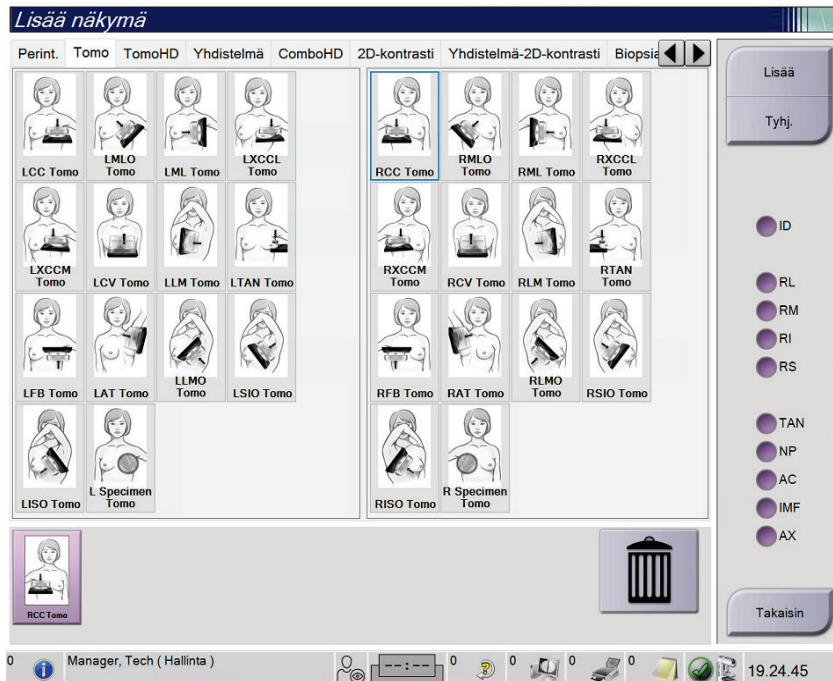 Lisää näkymä
Perint. Tomo TomoHD Yhdistelmä ComboHD 2D-kontrasti Yhdistelmä-2D-kontrasti Biopsia
LCC Tomo
LMLO
Tomo
LML Tomo
LXCCL
Tomo
LXCCM
Tomo
LCV Tomo
LLM Tomo
LTAN Tomo
LFB Tomo
LAT Tomo
LLMO
Tomo
LSIO Tomo
LISO Tomo
L Specimen
Tomo
RCC Tomo
RMLO
Tomo
RML Tomo
RXCCL
Tomo
RXCCM
Tomo
RCV Tomo
RLM Tomo
RTAN
Tomo
RFB Tomo
RAT Tomo
RLMO
Tomo
RSIO Tomo
RISO Tomo
R Specimen
Tomo
Lisää
Tyhj.
ID
RL
RM
RI
RS
TAN
NP
AC
IMF
AX
Takaisin
RCC Tomo
0 Manager, Tech ( Hallinta ) --:-- 0 0 0 0 19.24.45